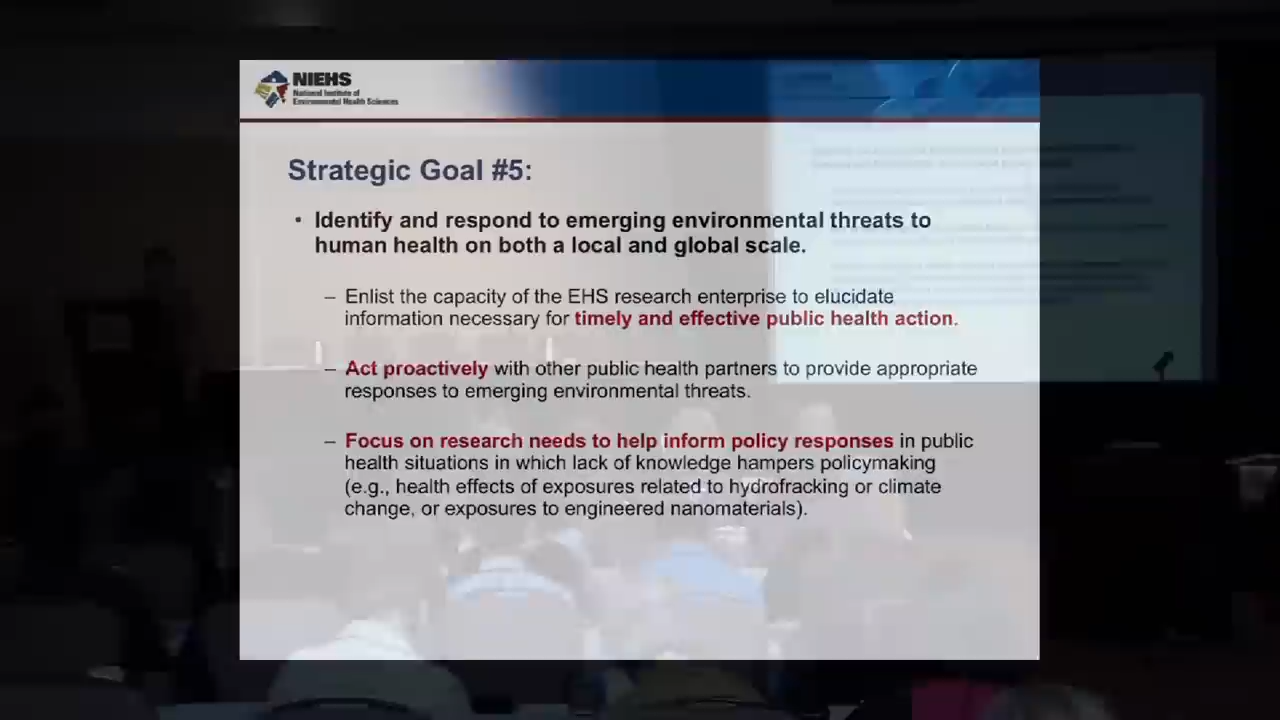 NIEHS
National Institute of
Environmental Health Sciences
Strategic Goal #5:
• Identify and respond to emerging environmental threats to
human health on both a local and global scale.
– Enlist the capacity of the EHS research enterprise to elucidate
information necessary for timely and effective public health action.
– Act proactively with other public health partners to provide appropriate
responses to emerging environmental threats.
– Focus on research needs to help inform policy responses in public
health situations in which lack of knowledge hampers policymaking
(e.g., health effects of exposures related to hydrofracking or climate
change, or exposures to engineered nanomaterials).